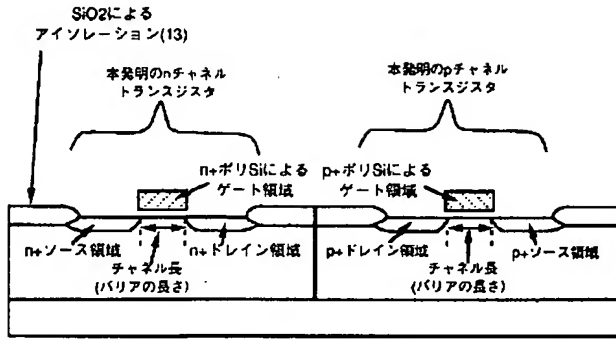 SiO2による
アイソレーション(13)
本発明のnチャネル
トランスジスタ
本発明のpチャネル
トランスジスタ
n+ポリSiによる
ゲート領域
p+ポリSiによる
ゲート領域
n+ソース領域
n+ドレイン領域
チャネル長
(バリアの長さ)
p+ドレイン領域
p+ソース領域
チャネル長
(バリアの長さ)